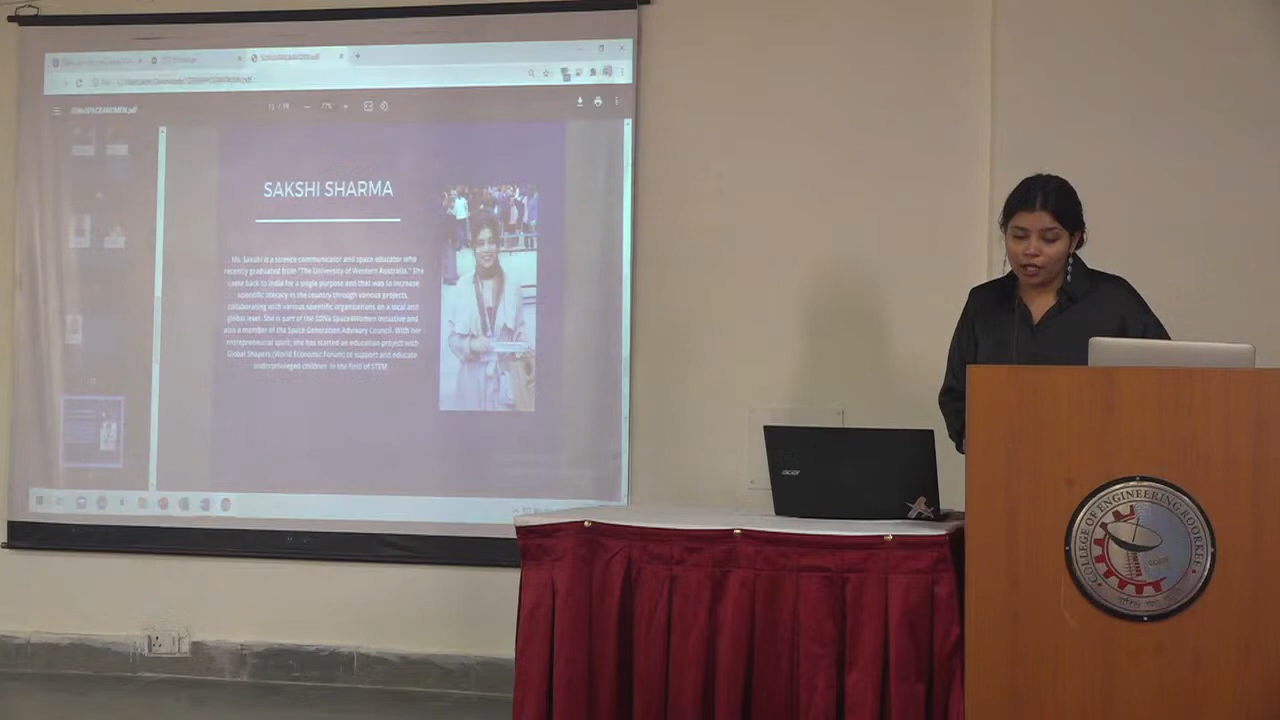 SDNxSPACE4WOMEN.pdf
77%
SAKSHI SHARMA
Ms. Sakshi is a science communicator and space educator who
recently graduated from "The University of Western Australia." She
came back to India for a single purpose and that was to increase
scientific literacy in the country through various projects,
collaborating with various scientific organizations on a local and
global level. She is part of the SDNx Space4Women initiative and
also a member of the Space Generation Advisory Council. With her
entrepreneurial spirit, she has started an education project with
Global Shapers (World Economic Forum) to support and educate
underprivileged children in the field of STEM.
acer
COLLEGE OF ENGINEERING ROORKEE